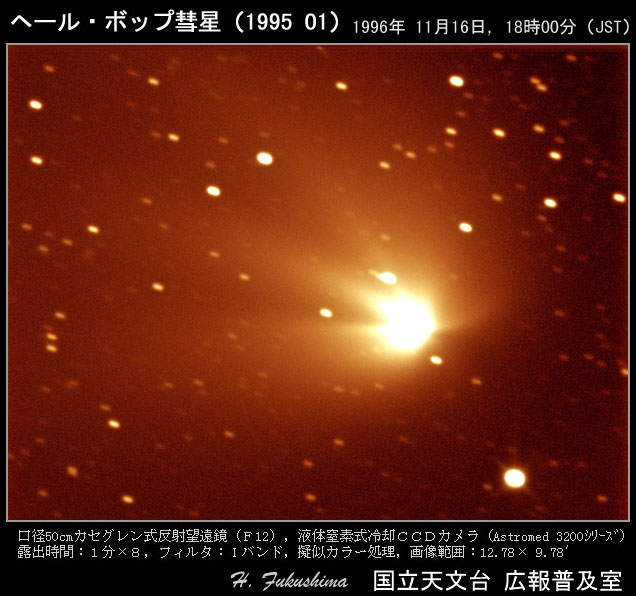 ヘール・ボップ彗星 (1995 O1) 1996年 11月16日, 18時00分 (JST)
口径50cmカセグレン式反射望遠鏡（F12），液体窒素式冷却ＣＣＤカメラ（Astromed 3200ｼﾘｰｽﾞ）
露出時間：１分×８，フィルタ：Ｉバンド，擬似カラー処理，画像範囲：12.78× 9.78′
H. Fukushima 国立天文台 広報普及室